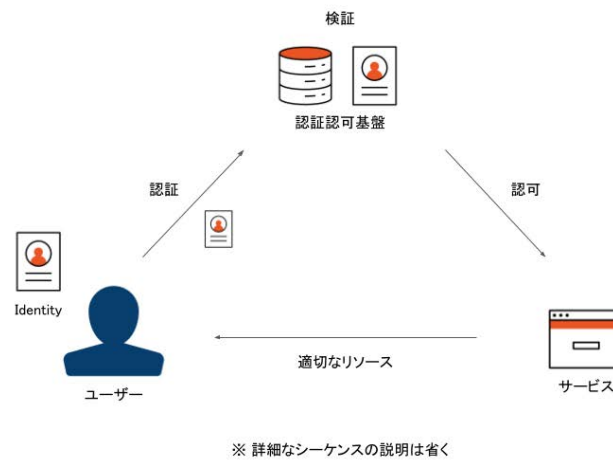 検証
認証認可基盤
認証
認可
Identity
ユーザー
適切なリソース
サービス
※ 詳細なシーケンスの説明は省く